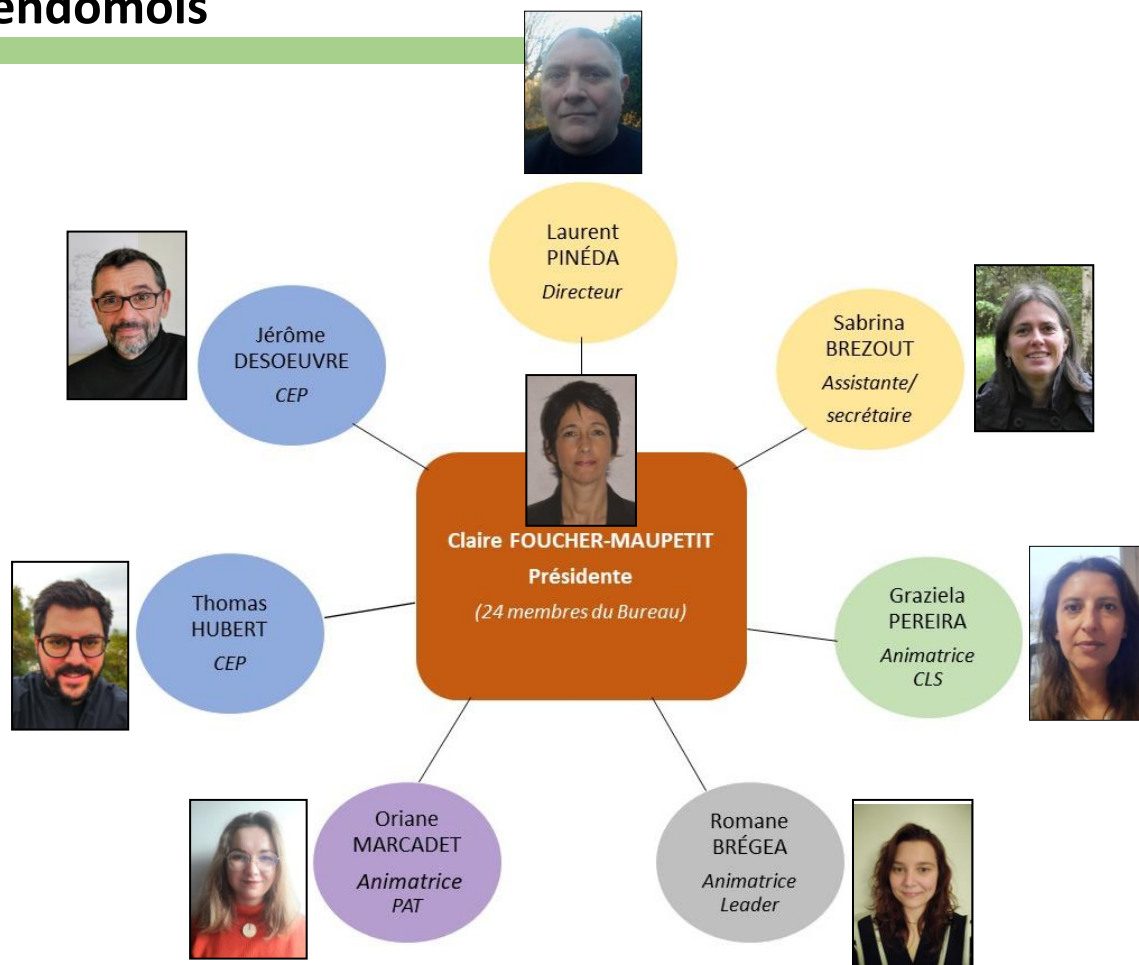 endomois
Laurent
PINÉDA
Directeur
Jérôme
DESOEUVRE
CEP
Sabrina
BREZOUT
Assistante/
secrétaire
Claire FOUCHER-MAUPETIT
Présidente
(24 membres du Bureau)
Thomas
HUBERT
CEP
Graziela
PEREIRA
Animatrice
CLS
Oriane
MARCADET
Animatrice
PAT
Romane
BRÉGEA
Animatrice
Leader